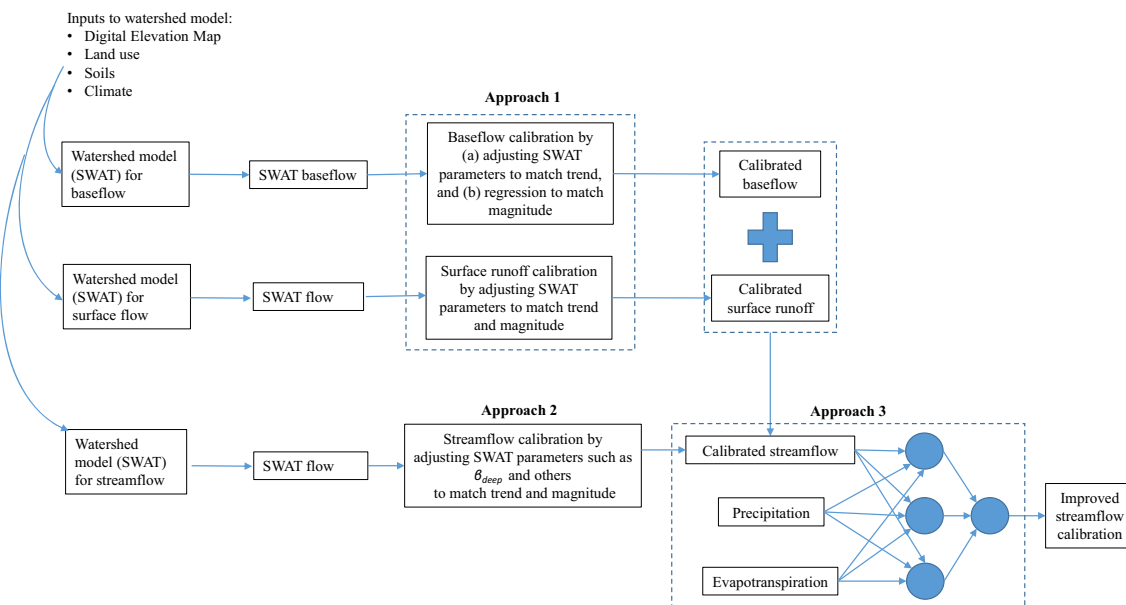 Inputs to watershed model:
• Digital Elevation Map
• Land use
• Soils
• Climate
Approach 1
Watershed model
(SWAT) for
baseflow
SWAT baseflow
Baseflow calibration by
(a) adjusting SWAT
parameters to match trend,
and (b) regression to match
magnitude
Calibrated
baseflow
Watershed model
(SWAT) for
surface flow
SWAT flow
Surface runoff calibration
by adjusting SWAT
parameters to match trend
and magnitude
Calibrated
surface runoff
Approach 2
Approach 3
Watershed
model (SWAT)
for streamflow
SWAT flow
Streamflow calibration by
adjusting SWAT parameters such as
β_deep and others
to match trend and magnitude
Calibrated streamflow
Precipitation
Evapotranspiration
Improved
streamflow
calibration